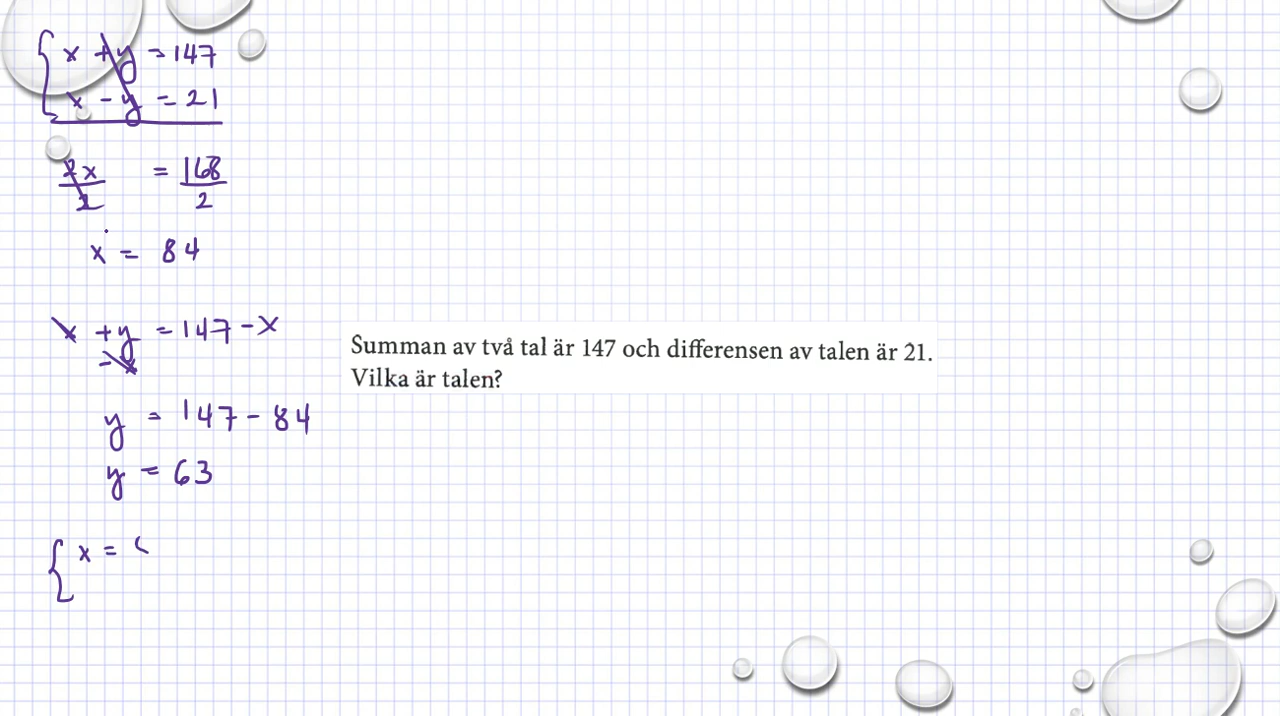 x + y = 147
x - y = 21
2x/2 = 168/2
x = 84
x + y = 147 - x
- x
y = 147 - 84
y = 63
x =
Summan av två tal är 147 och differensen av talen är 21.
Vilka är talen?